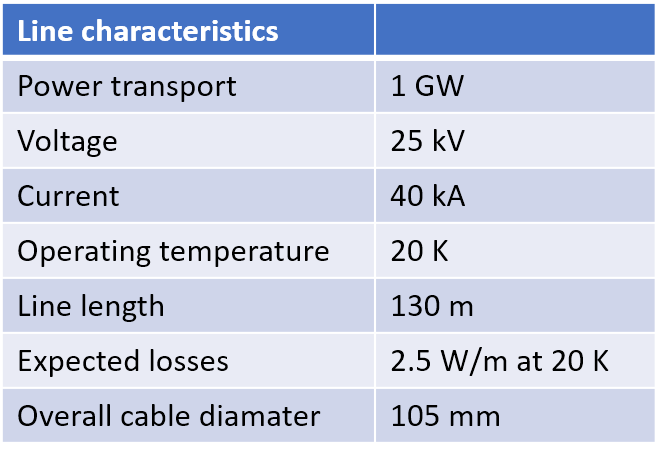 Line characteristics
Power transport 1 GW
Voltage 25 kV
Current 40 kA
Operating temperature 20 K
Line length 130 m
Expected losses 2.5 W/m at 20 K
Overall cable diamater 105 mm